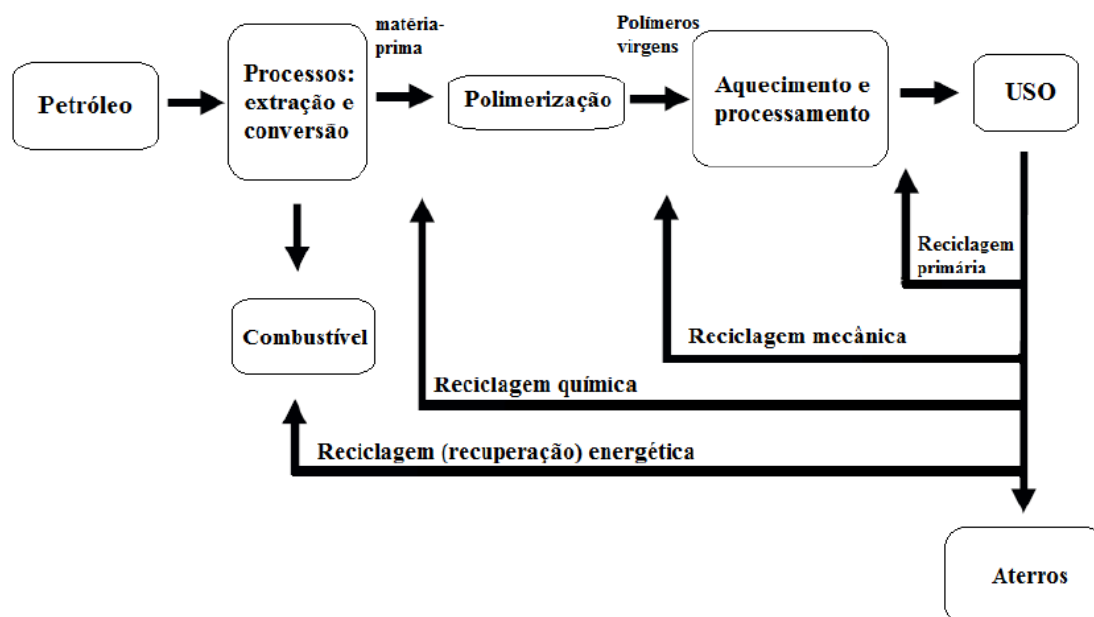 matéria-
prima
Polímeros
virgens
Petróleo
Processos:
extração e
conversão
Polimerização
Aquecimento e
processamento
USO
Reciclagem
primária
Combustível
Reciclagem mecânica
Reciclagem química
Reciclagem (recuperação) energética
Aterros